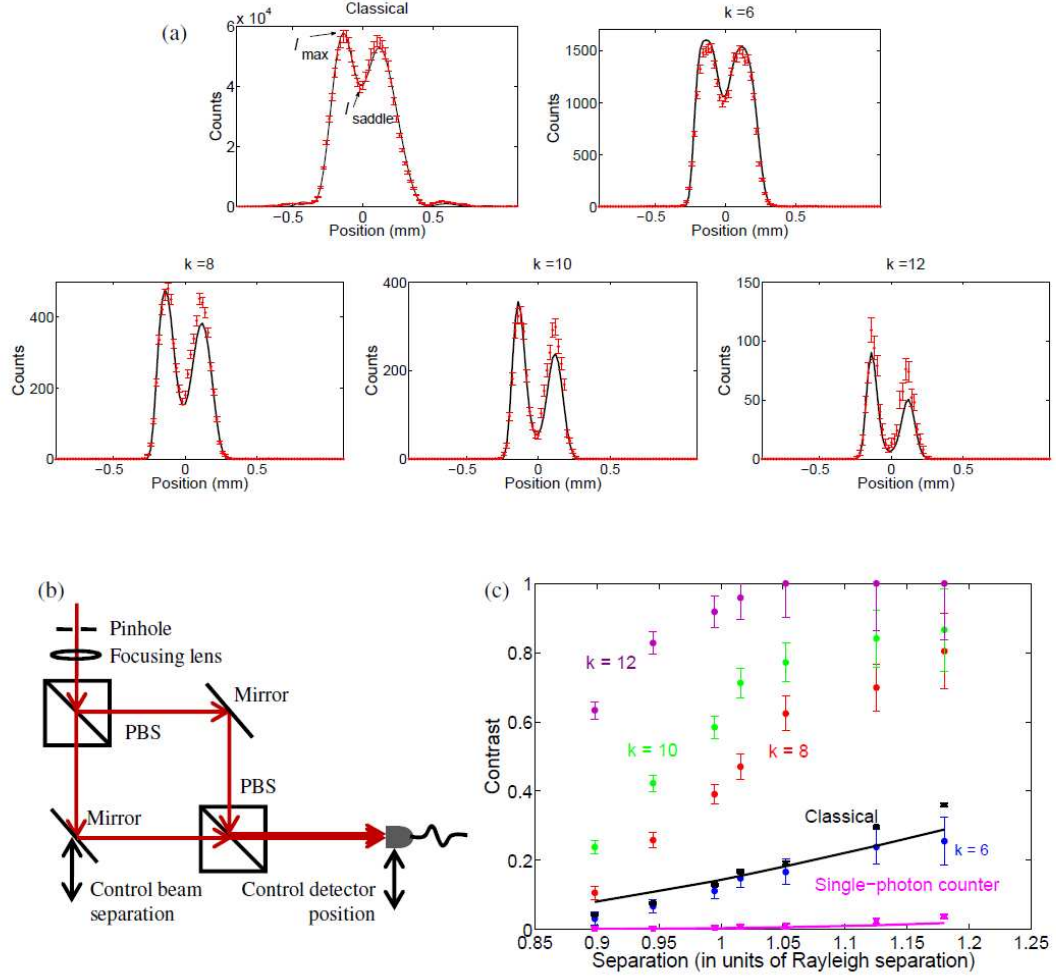 (a)
Classical
x 10^4
6
4
2
0
Counts
I max
I saddle
−0.5 0 0.5
Position (mm)
k =6
1500
1000
500
0
Counts
−0.5 0 0.5
Position (mm)
k =8
400
200
0
Counts
−0.5 0 0.5
Position (mm)
k =10
400
200
0
Counts
−0.5 0 0.5
Position (mm)
k =12
150
100
50
0
Counts
−0.5 0 0.5
Position (mm)
(b)
Pinhole
Focusing lens
Mirror
PBS
PBS
Mirror
Control beam
separation
Control detector
position
(c)
1
0.8
0.6
0.4
0.2
0
Contrast
k = 12
k = 10
k = 8
Classical
k = 6
Single−photon counter
0.85 0.9 0.95 1 1.05 1.1 1.15 1.2 1.25
Separation (in units of Rayleigh separation)